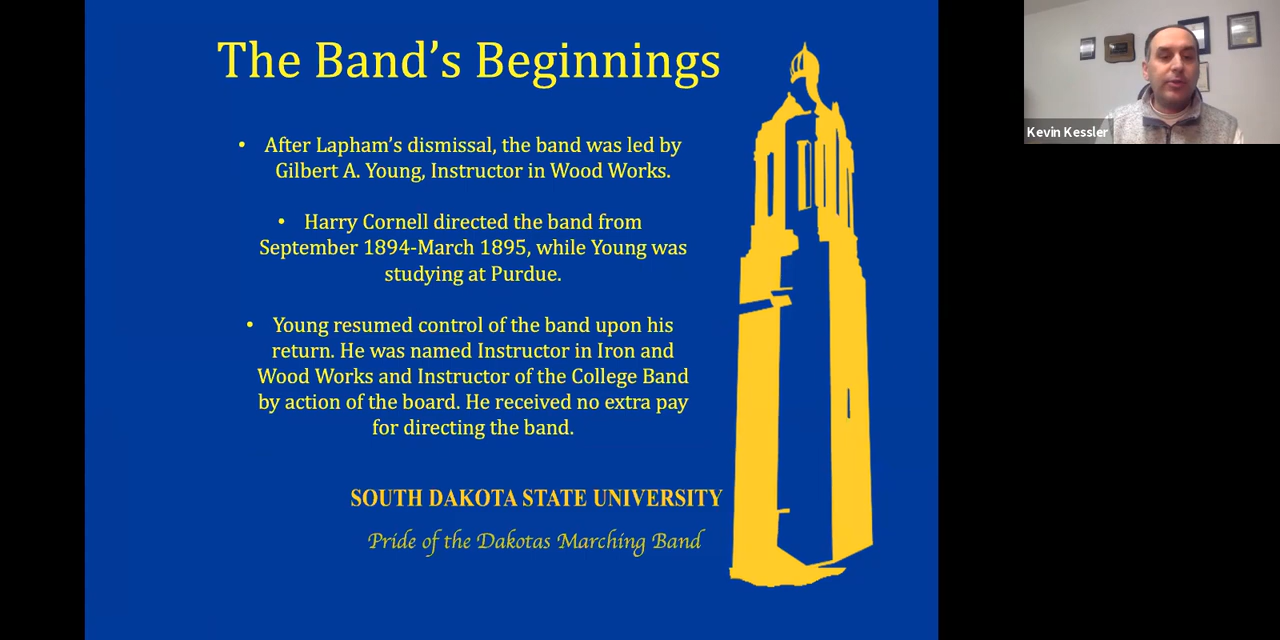 The Band's Beginnings
• After Lapham's dismissal, the band was led by
Gilbert A. Young, Instructor in Wood Works.
• Harry Cornell directed the band from
September 1894-March 1895, while Young was
studying at Purdue.
• Young resumed control of the band upon his
return. He was named Instructor in Iron and
Wood Works and Instructor of the College Band
by action of the board. He received no extra pay
for directing the band.
SOUTH DAKOTA STATE UNIVERSITY
Pride of the Dakotas Marching Band
Kevin Kessler